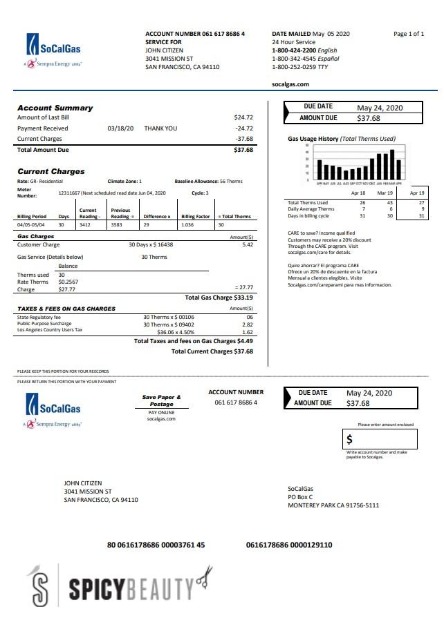 SoCalGas
A Sempra Energy utility
ACCOUNT NUMBER 061 617 8686 4
SERVICE FOR
JOHN CITIZEN
3041 MISSION ST
SAN FRANCISCO, CA 94110
DATE MAILED May 05 2020
24 Hour Service
1-800-424-2200 English
1-800-342-4545 Español
1-800-252-0259 TTY
socalgas.com
Page 1 of 1
Account Summary
Amount of Last Bill $24.72
Payment Received 03/18/20 THANK YOU -24.72
Current Charges -37.68
Total Amount Due $37.68
DUE DATE May 24, 2020
AMOUNT DUE $37.68
Gas Usage History (Total Therms Used)
Current Charges
Rate: GR- Residential Climate Zone: 1 Baseline Allowance: 56 Therms
Meter Number: 12311667 (Next scheduled read date Jun 04, 2020 Cycle: 3
Billing Period Days Current Reading - Previous Reading = Difference x Billing Factor = Total Therms
04/05-05/04 30 3412 3383 29 1.036 30
Apr 18 Mar 19 Apr 19
Total Therms Used 26 43 27
Daily Average Therms
Days in billing cycle 31 30 31
Gas Charges Amount($)
Customer Charge 30 Days x $ 16438 5.42
Gas Service (Details below) 30 Therms
Balance
Therms used 30
Rate Therms $0.2567
Charge $27.77 = 27.77
Total Gas Charge $33.19
CARE to use? Income qualified
Customers may receive a 20% discount
Through the CARE program. Visit
socalgas.com/care for details.
Quire ahorrar? El programa CARE
Ofrece un 20% de discount en la factura
Mensual a clientes eligibles. Visite
Socalgas.com/careparami para mas informacion.
TAXES & FEES ON GAS CHARGES Amount($)
State Regulatory Fee 30 Therms x $ 00106 06
Public Purpose Surcharge 30 Therms x $ 09402 2.82
Los Angeles Country Users Tax $36.06 x 4.50% 1.62
Total Taxes and fees on Gas Charges $4.49
Total Current Charges $37.68
PLEASE KEEP THIS PORTION FOR YOUR RECORDS
PLEASE RETURN THIS PORTION WITH YOUR PAYMENT
SoCalGas
A Sempra Energy utility
Save Paper &
Postage
PAY ONLINE
socalgas.com
ACCOUNT NUMBER
061 617 8686 4
DUE DATE May 24, 2020
AMOUNT DUE $37.68
Please enter amount enclosed
$
Write account number and make
payable to Socalgas.
JOHN CITIZEN
3041 MISSION ST
SAN FRANCISCO, CA 94110
SoCalGas
PO Box C
MONTEREY PARK CA 91756-5111
80 0616178686 00003761 45 0616178686 0000129110
S SPICYBEAUTY